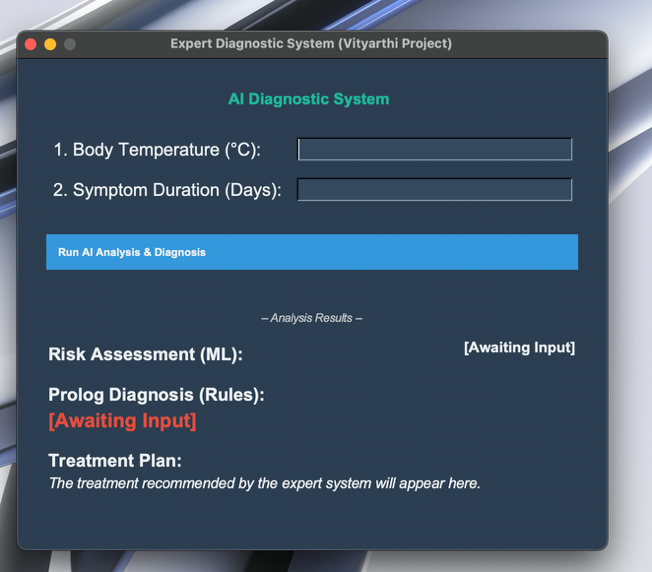 Expert Diagnostic System (Vityarthi Project)
AI Diagnostic System
1. Body Temperature (°C):
2. Symptom Duration (Days):
Run AI Analysis & Diagnosis
– Analysis Results –
Risk Assessment (ML):
[Awaiting Input]
Prolog Diagnosis (Rules):
[Awaiting Input]
Treatment Plan:
The treatment recommended by the expert system will appear here.